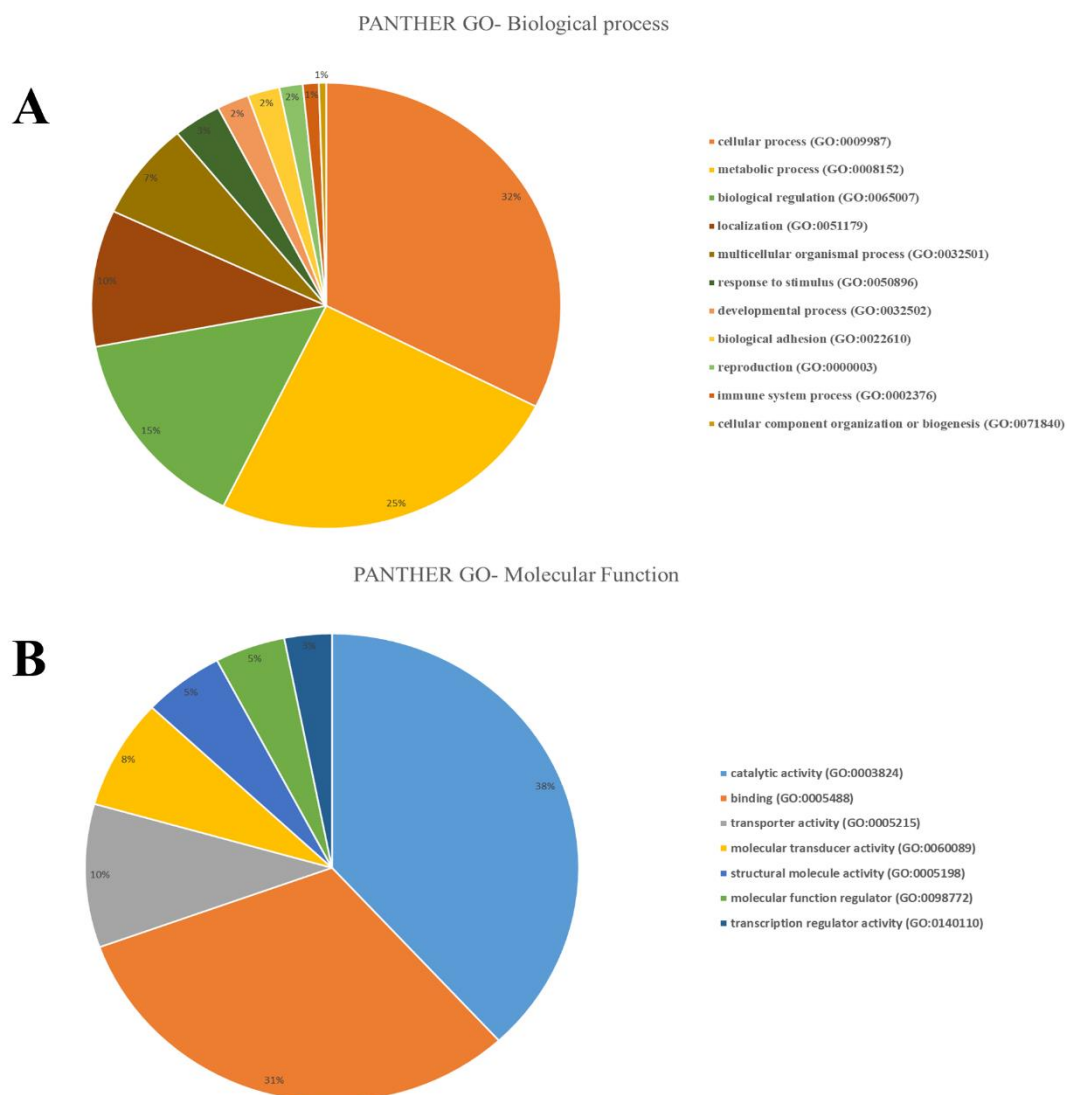 PANTHER GO- Biological process
A
1%
1%
2%
2%
2%
3%
7%
10%
15%
25%
32%
cellular process (GO:0009987)
metabolic process (GO:0008152)
biological regulation (GO:0065007)
localization (GO:0051179)
multicellular organismal process (GO:0032501)
response to stimulus (GO:0050896)
developmental process (GO:0032502)
biological adhesion (GO:0022610)
reproduction (GO:0000003)
immune system process (GO:0002376)
cellular component organization or biogenesis (GO:0071840)
PANTHER GO- Molecular Function
B
3%
5%
5%
8%
10%
31%
38%
catalytic activity (GO:0003824)
binding (GO:0005488)
transporter activity (GO:0005215)
molecular transducer activity (GO:0060089)
structural molecule activity (GO:0005198)
molecular function regulator (GO:0098772)
transcription regulator activity (GO:0140110)